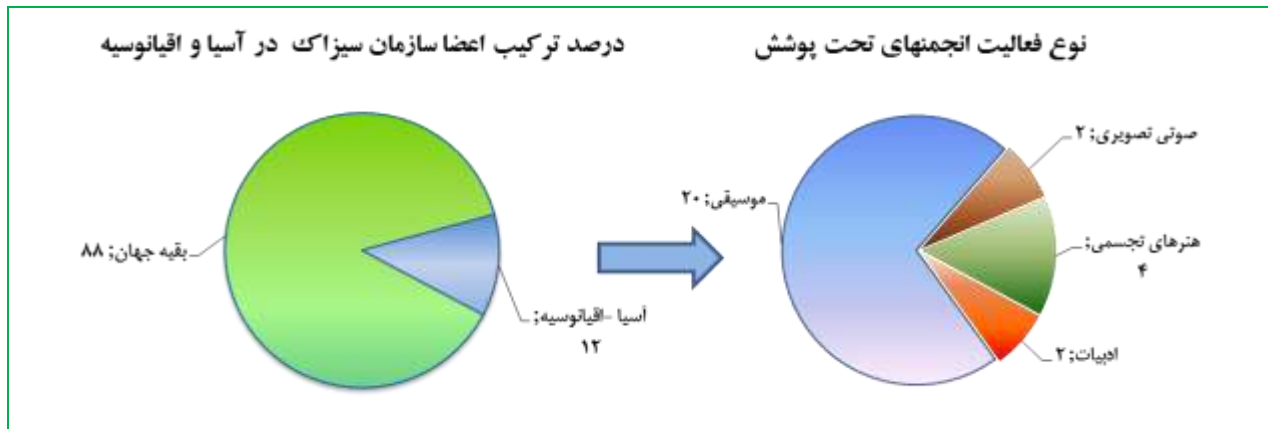 نوع فعالیت انجمنهای تحت پوشش
درصد ترکیب اعضا سازمان سیزاک در آسیا و اقیانوسیه
صوتی تصویری; ۲
هنرهای تجسمی;
۴
ادبیات; ۲
موسیقی; ۲۰
آسیا -اقیانوسیه;
۱۲
بقیه جهان; ۸۸